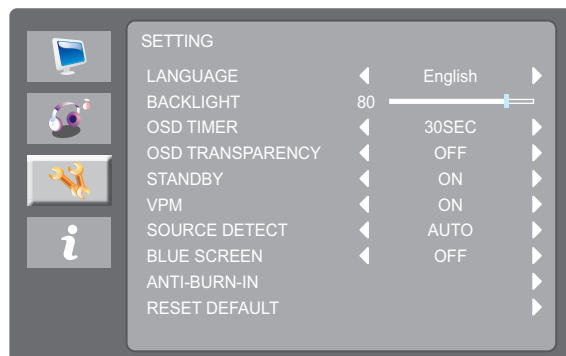 SETTING
LANGUAGE English
BACKLIGHT 80
OSD TIMER 30SEC
OSD TRANSPARENCY OFF
STANDBY ON
VPM ON
SOURCE DETECT AUTO
BLUE SCREEN OFF
ANTI-BURN-IN
RESET DEFAULT
i